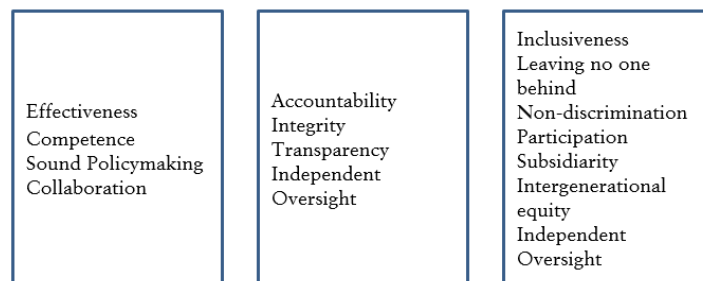 Effectiveness
Competence
Sound Policymaking
Collaboration
Accountability
Integrity
Transparency
Independent
Oversight
Inclusiveness
Leaving no one
behind
Non-discrimination
Participation
Subsidiarity
Intergenerational
equity
Independent
Oversight